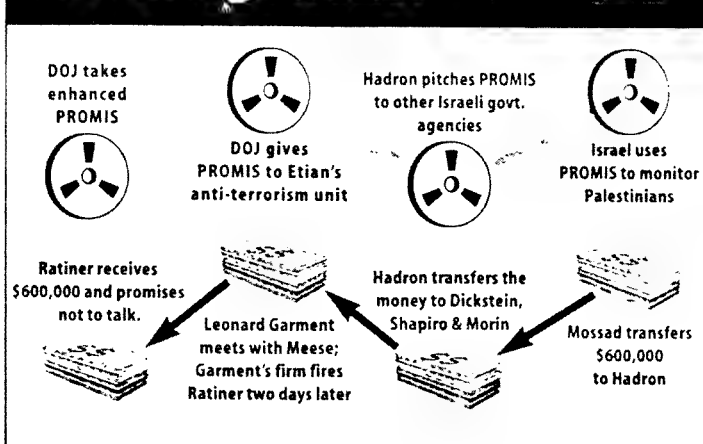 DOJ takes
enhanced
PROMIS
DOJ gives
PROMIS to Etian's
anti-terrorism unit
Hadron pitches PROMIS
to other Israeli govt.
agencies
Israel uses
PROMIS to monitor
Palestinians
Ratiner receives
$600,000 and promises
not to talk.
Leonard Garment
meets with Meese;
Garment's firm fires
Ratiner two days later
Hadron transfers the
money to Dickstein,
Shapiro & Morin
Mossad transfers
$600,000
to Hadron